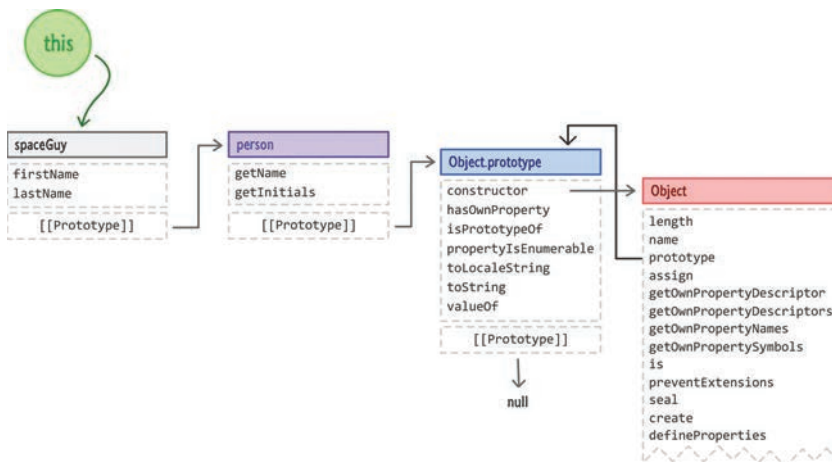 this
spaceGuy
firstName
lastName
[[Prototype]]
person
getName
getInitials
[[Prototype]]
Object.prototype
constructor
hasOwnProperty
isPrototypeOf
propertyIsEnumerable
toLocaleString
toString
valueOf
[[Prototype]]
null
Object
length
name
prototype
assign
getOwnPropertyDescriptor
getOwnPropertyDescriptors
getOwnPropertyNames
getOwnPropertySymbols
is
preventExtensions
seal
create
defineProperties